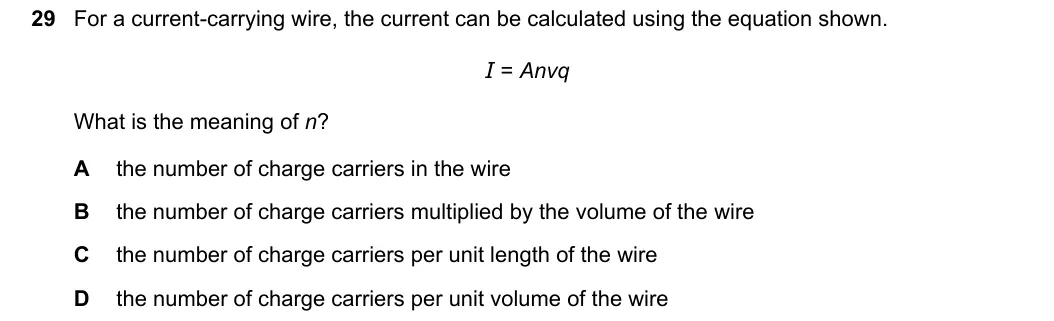 29 For a current-carrying wire, the current can be calculated using the equation shown.
I = Anvq
What is the meaning of n?
A the number of charge carriers in the wire
B the number of charge carriers multiplied by the volume of the wire
C the number of charge carriers per unit length of the wire
D the number of charge carriers per unit volume of the wire